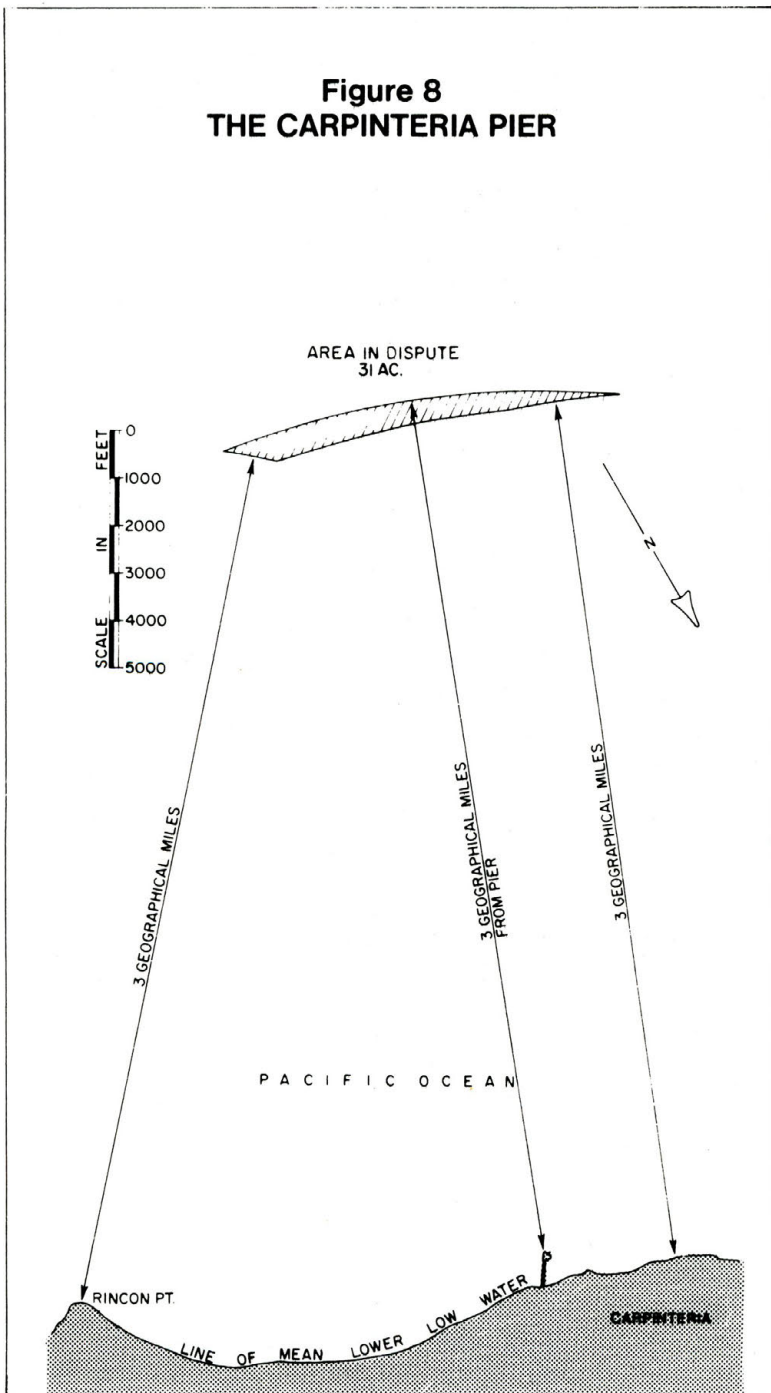 Figure 8
THE CARPINTERIA PIER
AREA IN DISPUTE
31 AC.
SCALE IN FEET
0
1000
2000
3000
4000
5000
N
3 GEOGRAPHICAL MILES
3 GEOGRAPHICAL MILES
FROM PIER
3 GEOGRAPHICAL MILES
PACIFIC OCEAN
RINCON PT.
LINE OF MEAN LOWER LOW WATER
CARPINTERIA